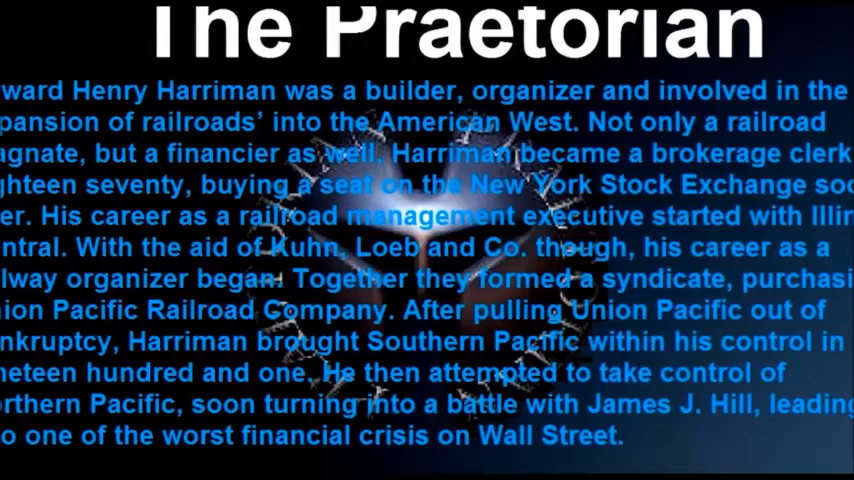 The Praetorian
ward Henry Harriman was a builder, organizer and involved in the
pansion of railroads’ into the American West. Not only a railroad
agnate, but a financier as well, Harriman became a brokerage clerk
ghteen seventy, buying a seat on the New York Stock Exchange soo
er. His career as a railroad management executive started with Illin
ntral. With the aid of Kuhn, Loeb and Co. though, his career as a
ilway organizer began. Together they formed a syndicate, purchasi
nion Pacific Railroad Company. After pulling Union Pacific out of
nkruptcy, Harriman brought Southern Pacific within his control in
neteen hundred and one. He then attempted to take control of
orthern Pacific, soon turning into a battle with James J. Hill, leading
o one of the worst financial crisis on Wall Street.